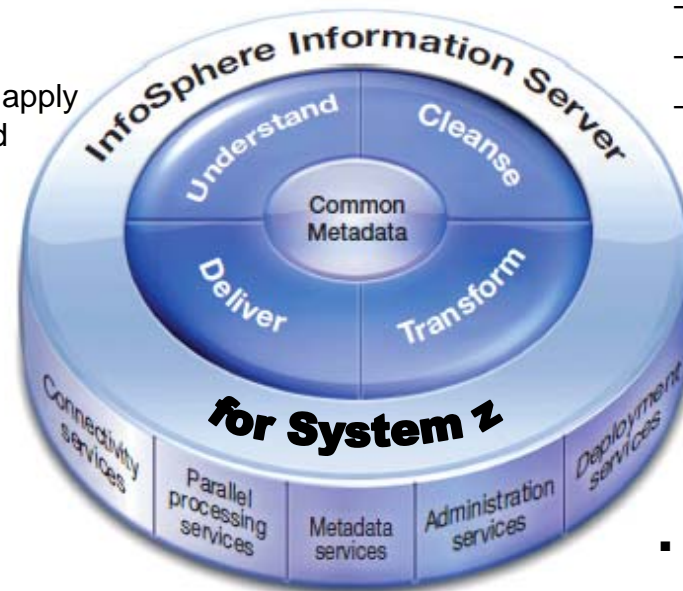 apply
InfoSphere Information Server
Understand
Cleanse
Common
Metadata
Deliver
Transform
for System z
Connectivity
services
Parallel
processing
services
Metadata
services
Administration
services
Deployment
services